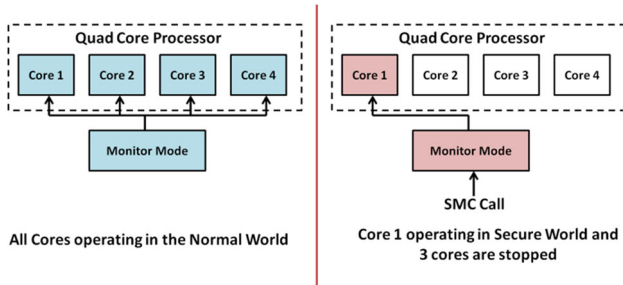 Quad Core Processor
Core 1 Core 2 Core 3 Core 4
Monitor Mode
All Cores operating in the Normal World
Quad Core Processor
Core 1 Core 2 Core 3 Core 4
Monitor Mode
SMC Call
Core 1 operating in Secure World and
3 cores are stopped